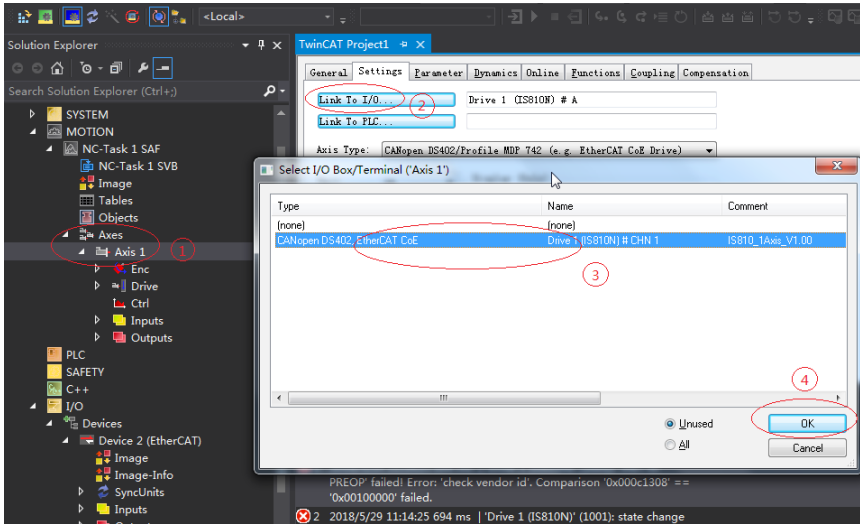 <Local>
Solution Explorer
Search Solution Explorer (Ctrl+;)
SYSTEM
MOTION
NC-Task 1 SAF
NC-Task 1 SVB
Image
Tables
Objects
Axes
Axis 1
1
Enc
Drive
Ctrl
Inputs
Outputs
PLC
SAFETY
C++
I/O
Devices
Device 2 (EtherCAT)
Image
Image-Info
SyncUnits
Inputs
TwinCAT Project1
General Settings Parameter Dynamics Online Functions Coupling Compensation
Link To I/O... 2 Drive 1 (IS810N) # A
Link To PLC...
Axis Type: CANopen DS402/Profile MDP 742 (e.g. EtherCAT CoE Drive)
Select I/O Box/Terminal ('Axis 1')
Type Name Comment
(none) (none)
CANopen DS402, EtherCAT CoE Drive 1 (IS810N) # CHN 1 IS810_1Axis_V1.00
3
4
Unused OK
All Cancel
PREOP' failed! Error: 'check vendor id'. Comparison '0x000c1308' ==
'0x00100000' failed.
2 2018/5/29 11:14:25 694 ms | 'Drive 1 (IS810N)' (1001): state change